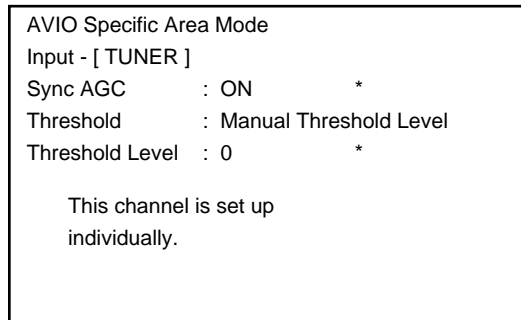 AVIO Specific Area Mode
Input - [ TUNER ]
Sync AGC : ON *
Threshold : Manual Threshold Level
Threshold Level : 0 *
This channel is set up
individually.